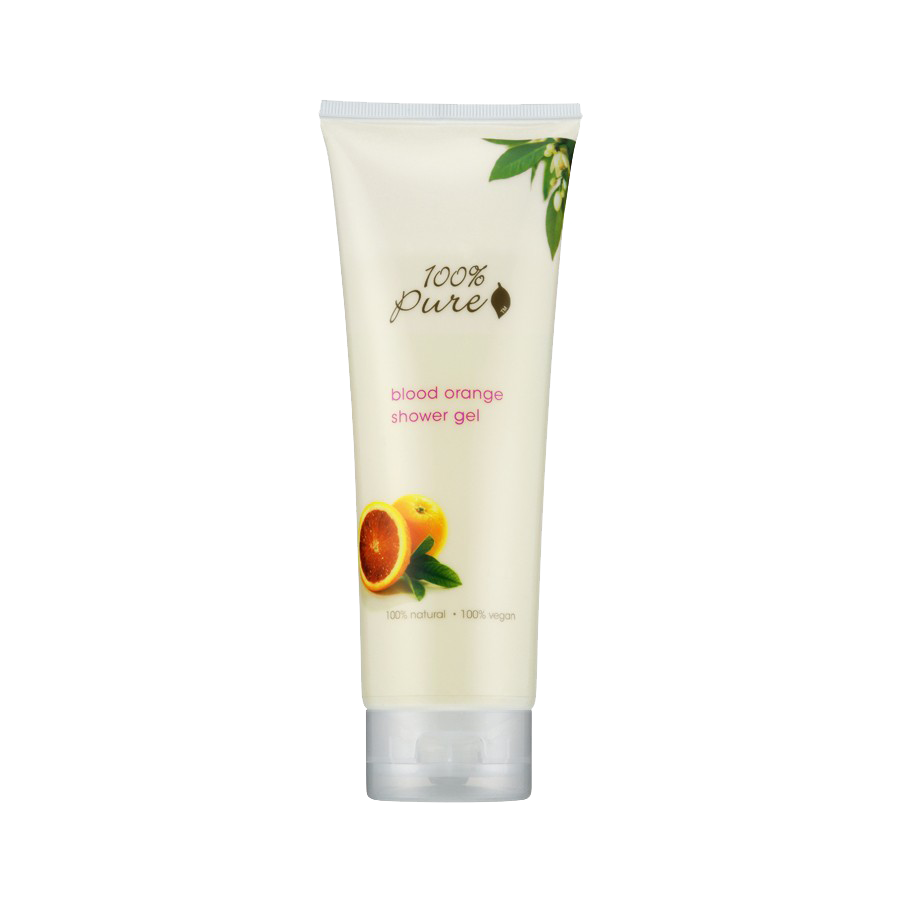 100%
Pure
blood orange
shower gel
100% natural • 100% vegan